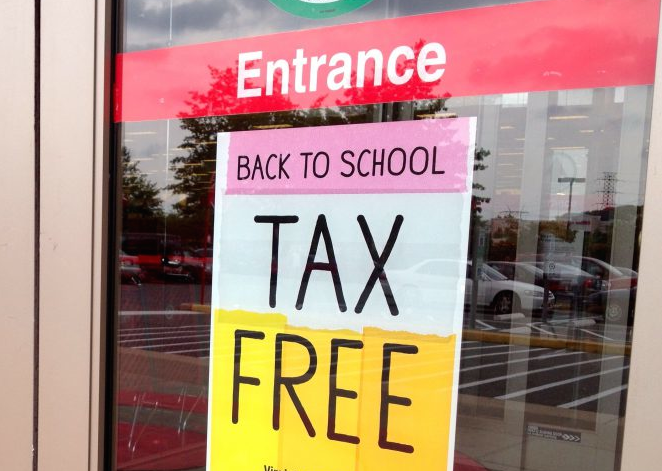 Entrance
BACK TO SCHOOL
TAX
FREE